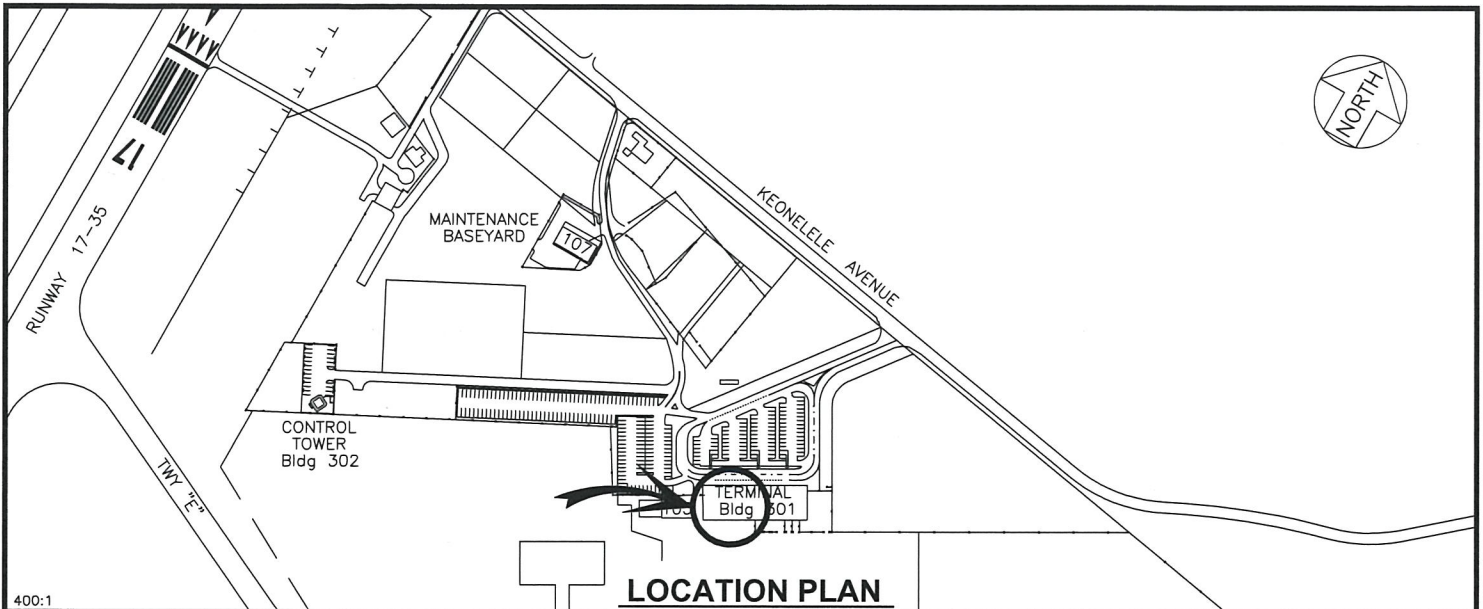 NORTH
17
RUNWAY 17-35
MAINTENANCE
BASEYARD
107
KEONELELE AVENUE
CONTROL
TOWER
Bldg 302
TWY "E"
TERMINAL
Bldg 301
LOCATION PLAN
400:1